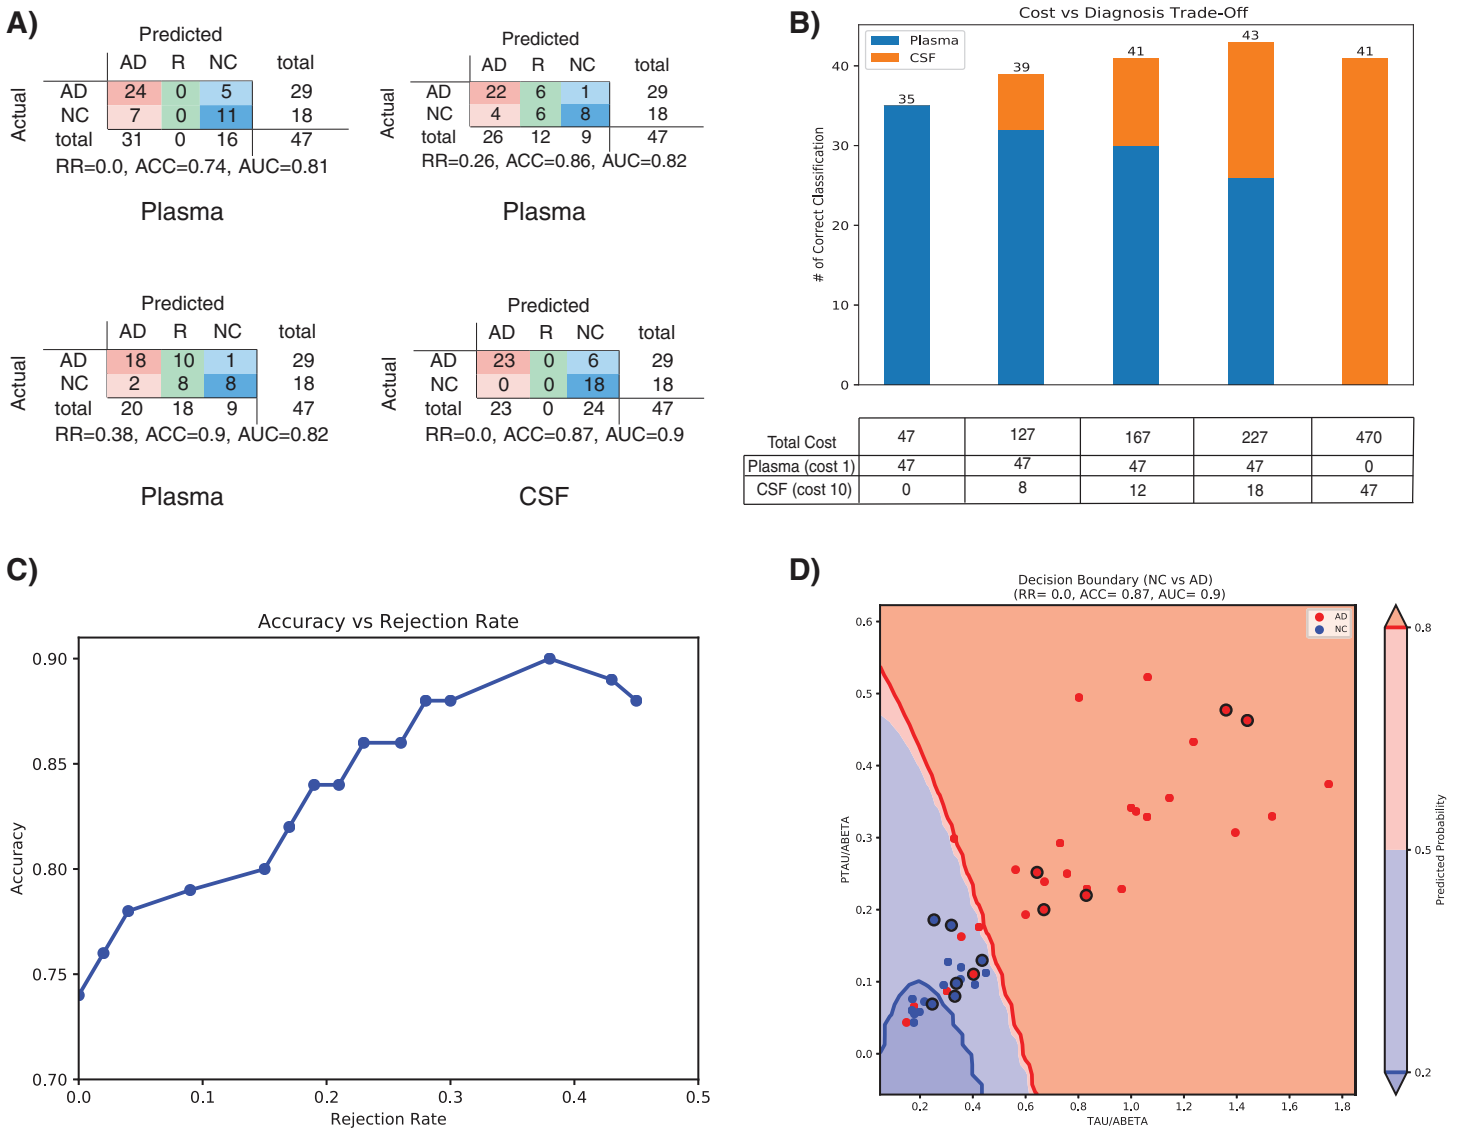 A)
Predicted
AD R NC total
Actual
AD 24 0 5 29
NC 7 0 11 18
total 31 0 16 47
RR=0.0, ACC=0.74, AUC=0.81
Plasma
Predicted
AD R NC total
Actual
AD 22 6 1 29
NC 4 6 8 18
total 26 12 9 47
RR=0.26, ACC=0.86, AUC=0.82
Plasma
Predicted
AD R NC total
Actual
AD 18 10 1 29
NC 2 8 8 18
total 20 18 9 47
RR=0.38, ACC=0.9, AUC=0.82
Plasma
Predicted
AD R NC total
Actual
AD 23 0 6 29
NC 0 0 18 18
total 23 0 24 47
RR=0.0, ACC=0.87, AUC=0.9
CSF
B)
Cost vs Diagnosis Trade-Off
Plasma
CSF
# of Correct Classification
40
30
20
10
0
35
39
41
43
41
Total Cost 47 127 167 227 470
Plasma (cost 1) 47 47 47 47 0
CSF (cost 10) 0 8 12 18 47
C)
Accuracy vs Rejection Rate
Accuracy
0.90
0.85
0.80
0.75
0.70
0.0 0.1 0.2 0.3 0.4 0.5
Rejection Rate
D)
Decision Boundary (NC vs AD)
(RR= 0.0, ACC= 0.87, AUC= 0.9)
AD
NC
PTAU/ABETA
0.6
0.5
0.4
0.3
0.2
0.1
0.0
0.2 0.4 0.6 0.8 1.0 1.2 1.4 1.6 1.8
TAU/ABETA
0.8
0.5
0.2
Predicted Probability